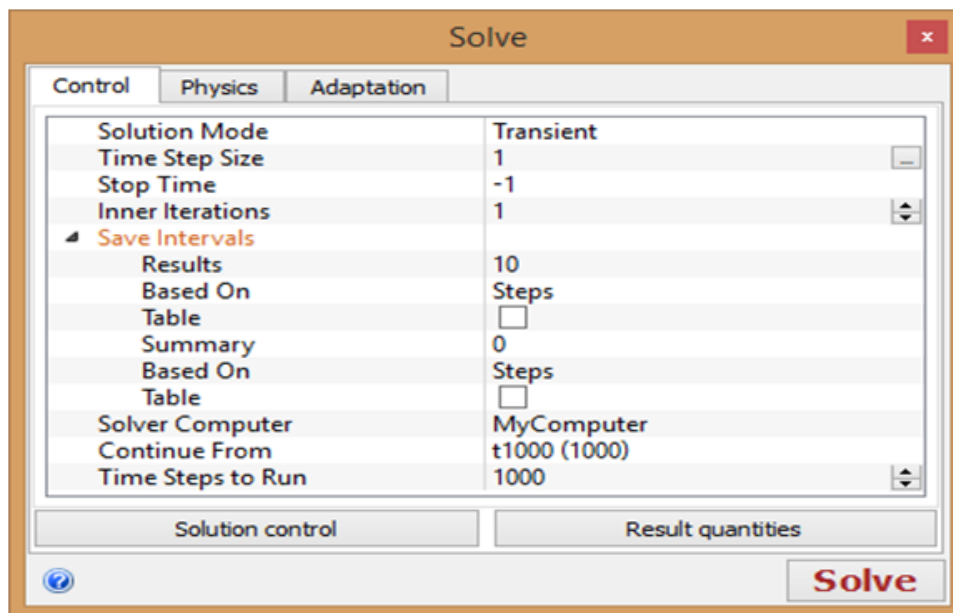 Solve
Control Physics Adaptation
Solution Mode Transient
Time Step Size 1 ...
Stop Time -1
Inner Iterations 1
Save Intervals
Results 10
Based On Steps
Table
Summary 0
Based On Steps
Table
Solver Computer MyComputer
Continue From t1000 (1000)
Time Steps to Run 1000
Solution control Result quantities
? Solve